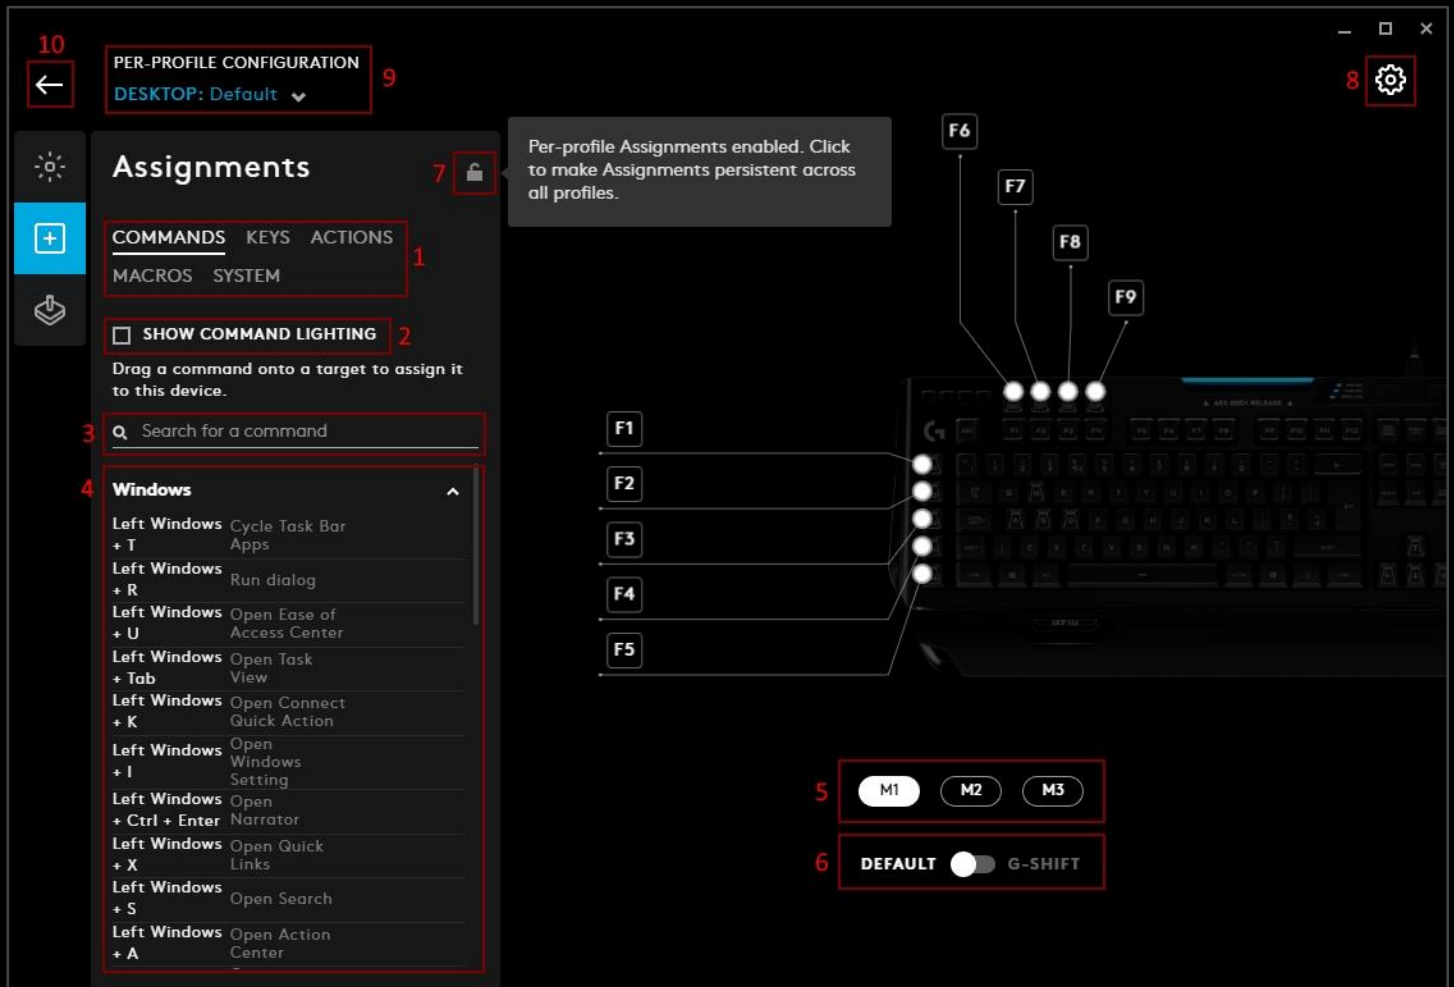 10
PER-PROFILE CONFIGURATION
9
DESKTOP: Default
8
Assignments
7
Per-profile Assignments enabled. Click
to make Assignments persistent across
all profiles.
COMMANDS KEYS ACTIONS
MACROS SYSTEM
1
SHOW COMMAND LIGHTING
2
Drag a command onto a target to assign it
to this device.
3
Search for a command
4
Windows
Left Windows
+ T
Cycle Task Bar
Apps
Left Windows
+ R
Run dialog
Left Windows
+ U
Open Ease of
Access Center
Left Windows
+ Tab
Open Task
View
Left Windows
+ K
Open Connect
Quick Action
Left Windows
+ I
Open
Windows
Setting
Left Windows
+ Ctrl + Enter
Open
Narrator
Left Windows
+ X
Open Quick
Links
Left Windows
+ S
Open Search
Left Windows
+ A
Open Action
Center
F6
F7
F8
F9
F1
F2
F3
F4
F5
5
M1 M2 M3
6
DEFAULT G-SHIFT